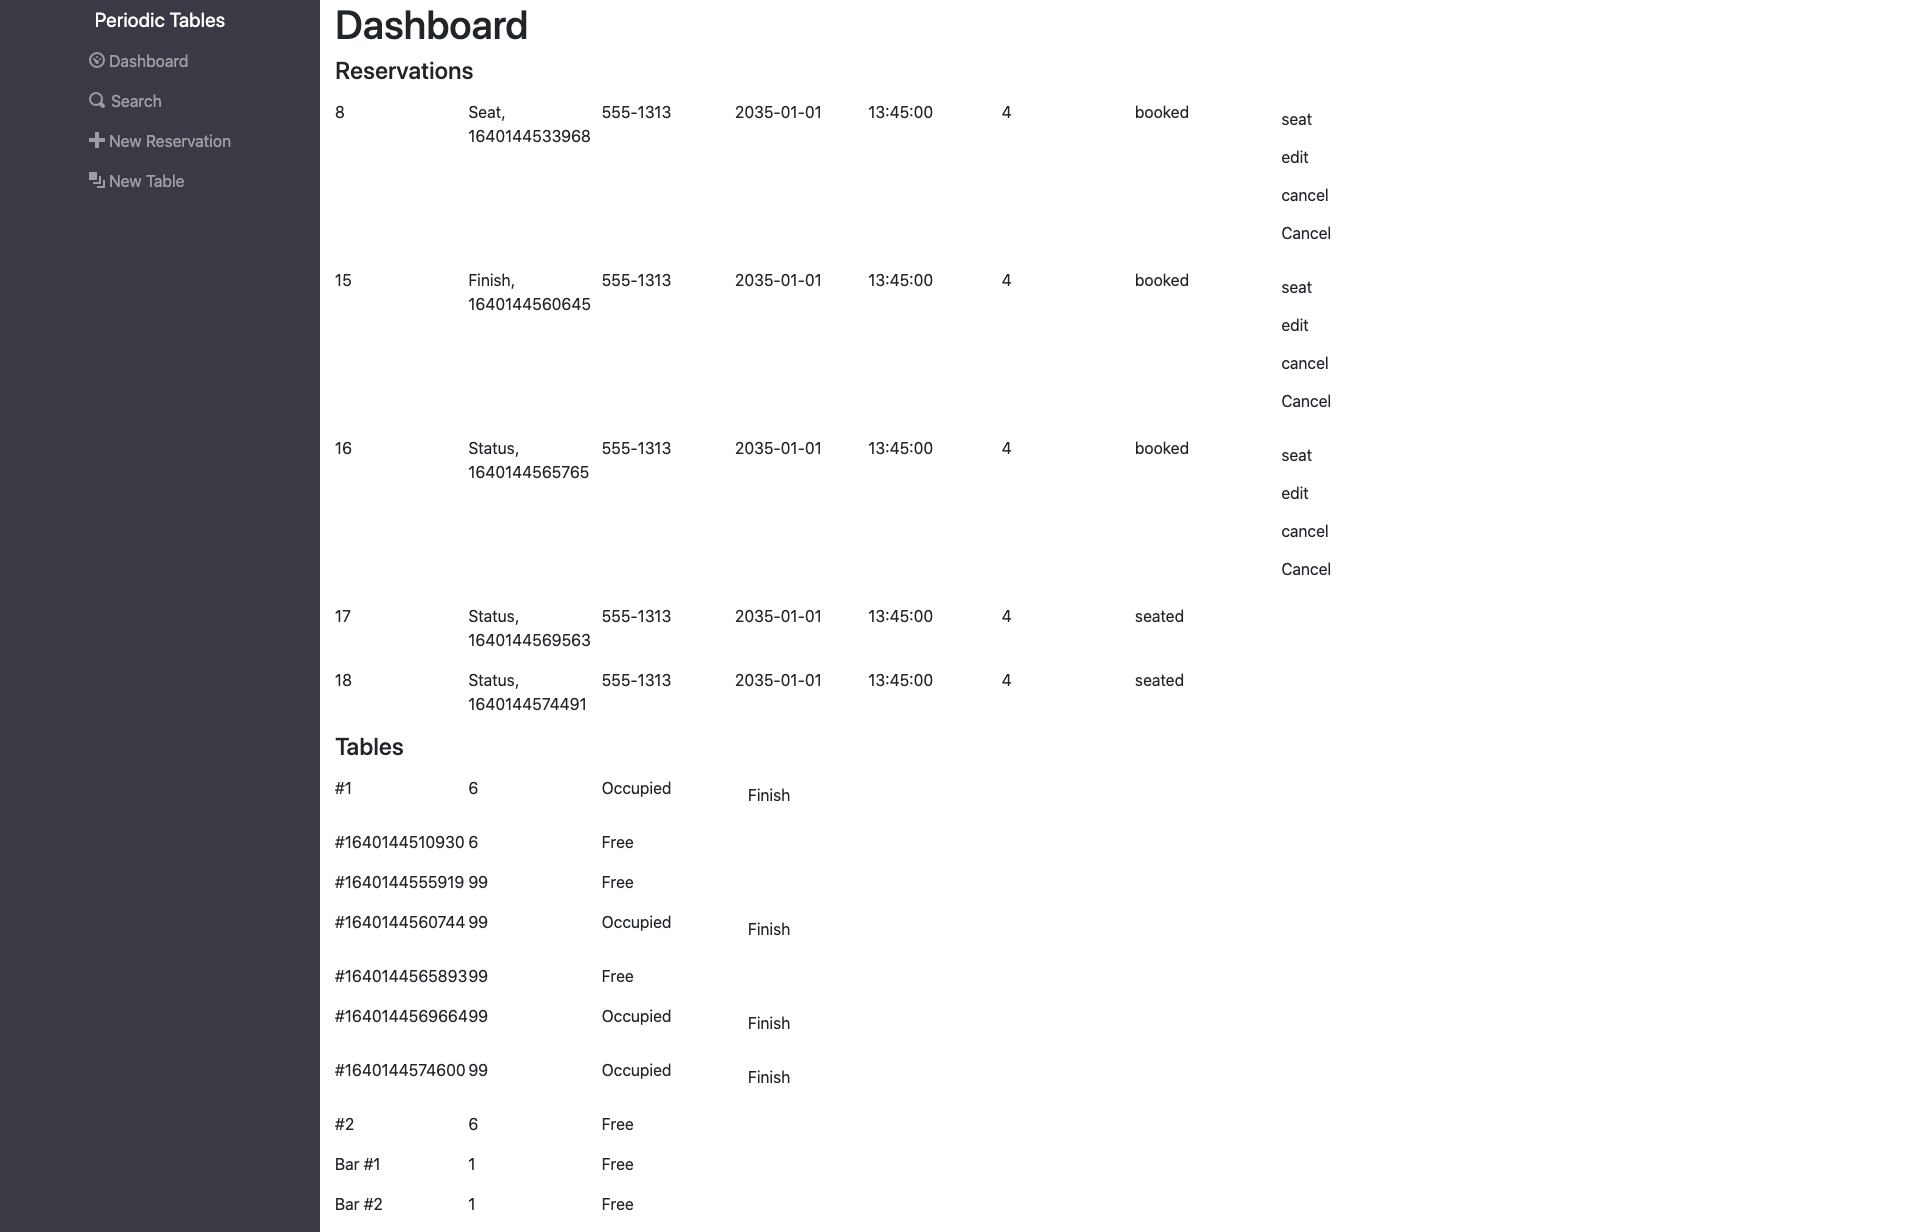 Periodic Tables
Dashboard
Search
New Reservation
New Table
Dashboard
Reservations
8 Seat, 555-1313 2035-01-01 13:45:00 4 booked
1640144533968
seat
edit
cancel
Cancel
15 Finish, 555-1313 2035-01-01 13:45:00 4 booked
1640144560645
seat
edit
cancel
Cancel
16 Status, 555-1313 2035-01-01 13:45:00 4 booked
1640144565765
seat
edit
cancel
Cancel
17 Status, 555-1313 2035-01-01 13:45:00 4 seated
1640144569563
18 Status, 555-1313 2035-01-01 13:45:00 4 seated
1640144574491
Tables
#1 6 Occupied Finish
#1640144510930 6 Free
#1640144555919 99 Free
#1640144560744 99 Occupied Finish
#1640144565893 99 Free
#1640144569664 99 Occupied Finish
#1640144574600 99 Occupied Finish
#2 6 Free
Bar #1 1 Free
Bar #2 1 Free